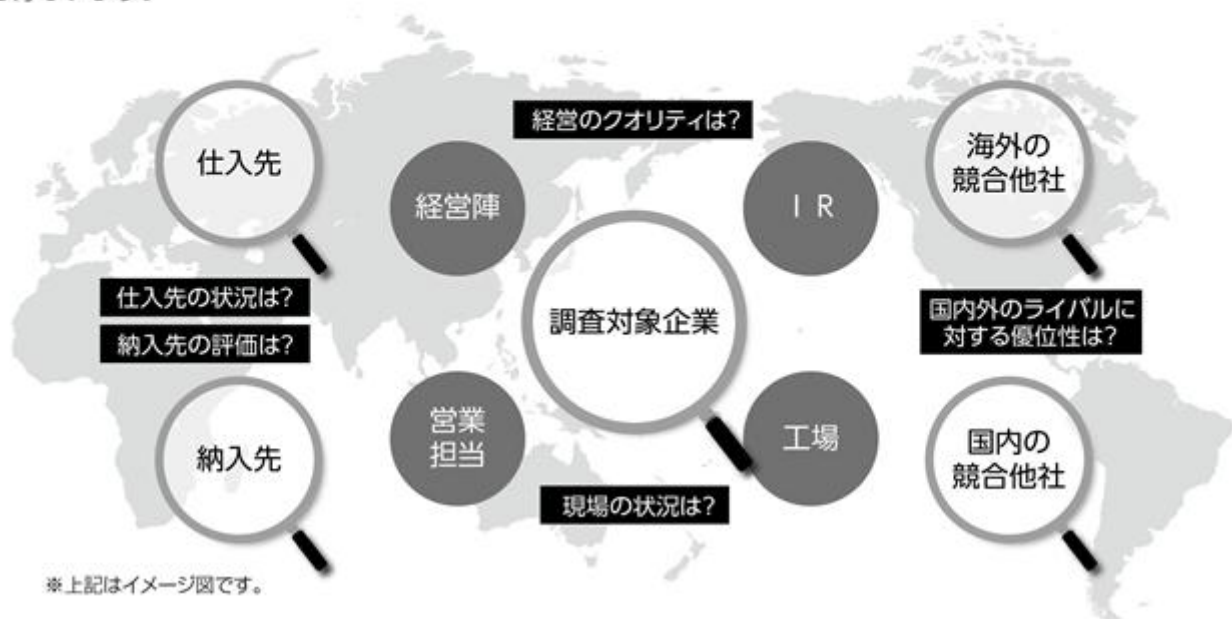 経営のクオリティは?
仕入先
経営陣
I R
海外の
競合他社
仕入先の状況は?
納入先の評価は?
調査対象企業
国内外のライバルに
対する優位性は?
納入先
営業
担当
工場
国内の
競合他社
現場の状況は?
※上記はイメージ図です。